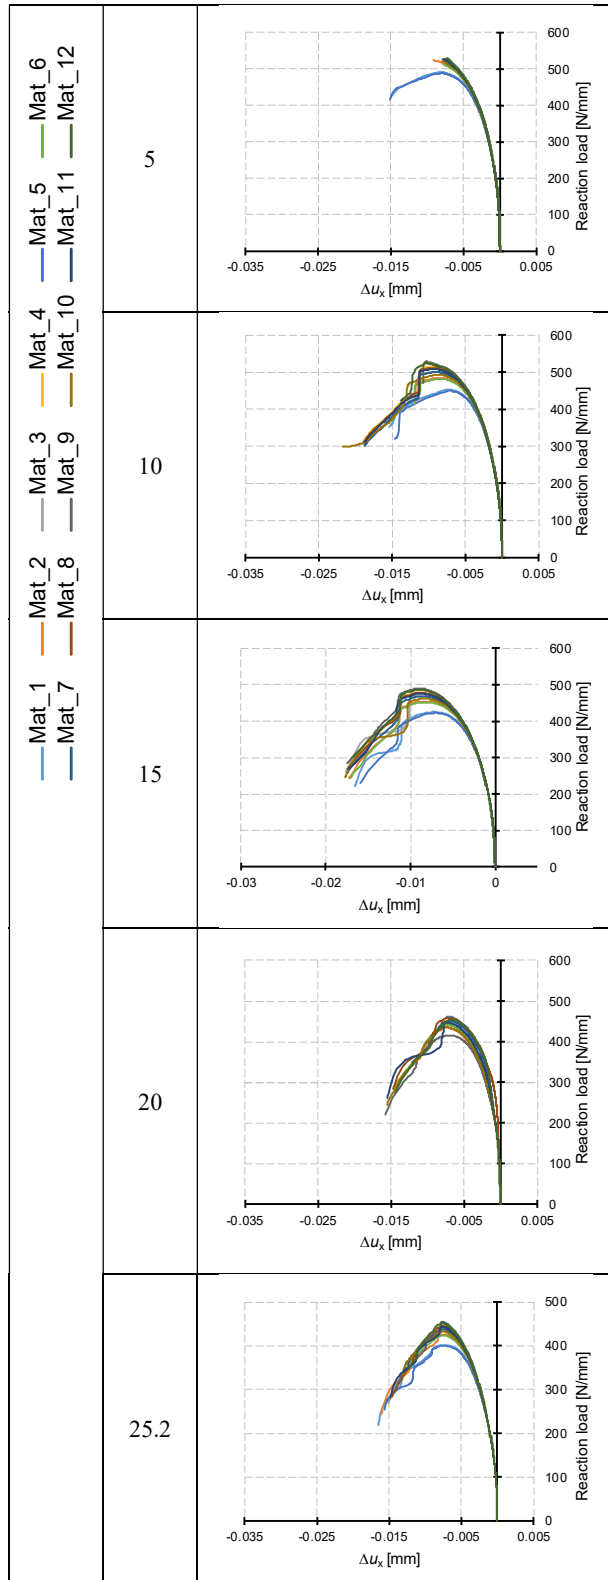 Mat_1 Mat_2 Mat_3 Mat_4 Mat_5 Mat_6
Mat_7 Mat_8 Mat_9 Mat_10 Mat_11 Mat_12
5
600
500
400
300
200
100
0
Reaction load [N/mm]
-0.035 -0.025 -0.015 -0.005 0.005
Δux [mm]
10
600
500
400
300
200
100
0
Reaction load [N/mm]
-0.035 -0.025 -0.015 -0.005 0.005
Δux [mm]
15
600
500
400
300
200
100
0
Reaction load [N/mm]
-0.03 -0.02 -0.01 0
Δux [mm]
20
600
500
400
300
200
100
0
Reaction load [N/mm]
-0.035 -0.025 -0.015 -0.005 0.005
Δux [mm]
25.2
500
400
300
200
100
0
Reaction load [N/mm]
-0.035 -0.025 -0.015 -0.005 0.005
Δux [mm]